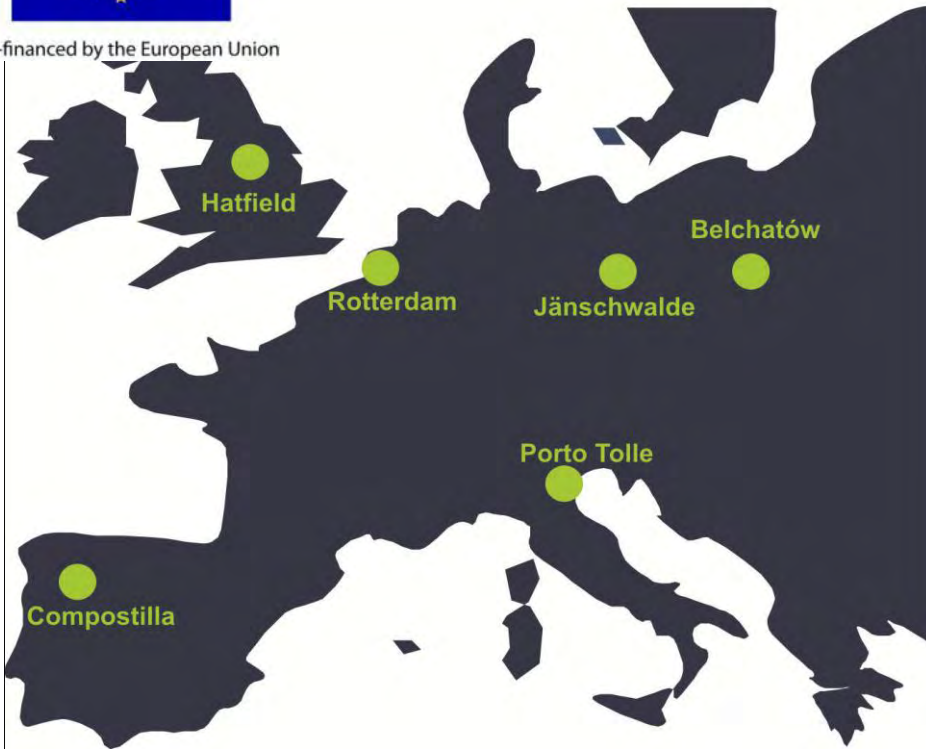 -financed by the European Union
Hatfield
Belchatów
Rotterdam
Jänschwalde
Porto Tolle
Compostilla